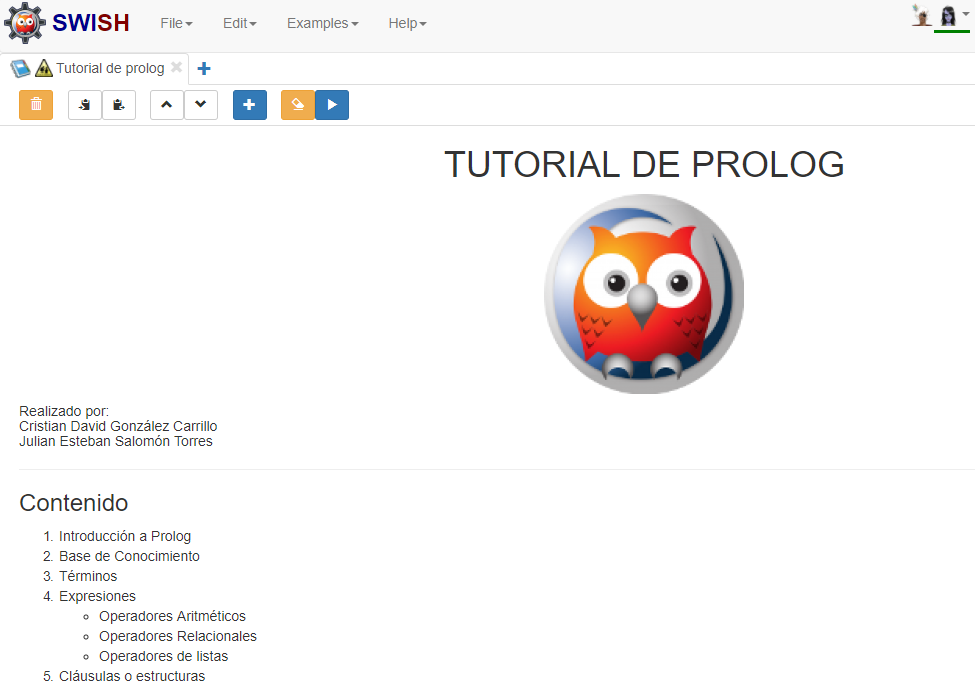 SWISH File Edit Examples Help
Tutorial de prolog
TUTORIAL DE PROLOG
Realizado por:
Cristian David González Carrillo
Julian Esteban Salomón Torres
Contenido
1. Introducción a Prolog
2. Base de Conocimiento
3. Términos
4. Expresiones
Operadores Aritméticos
Operadores Relacionales
Operadores de listas
5. Cláusulas o estructuras